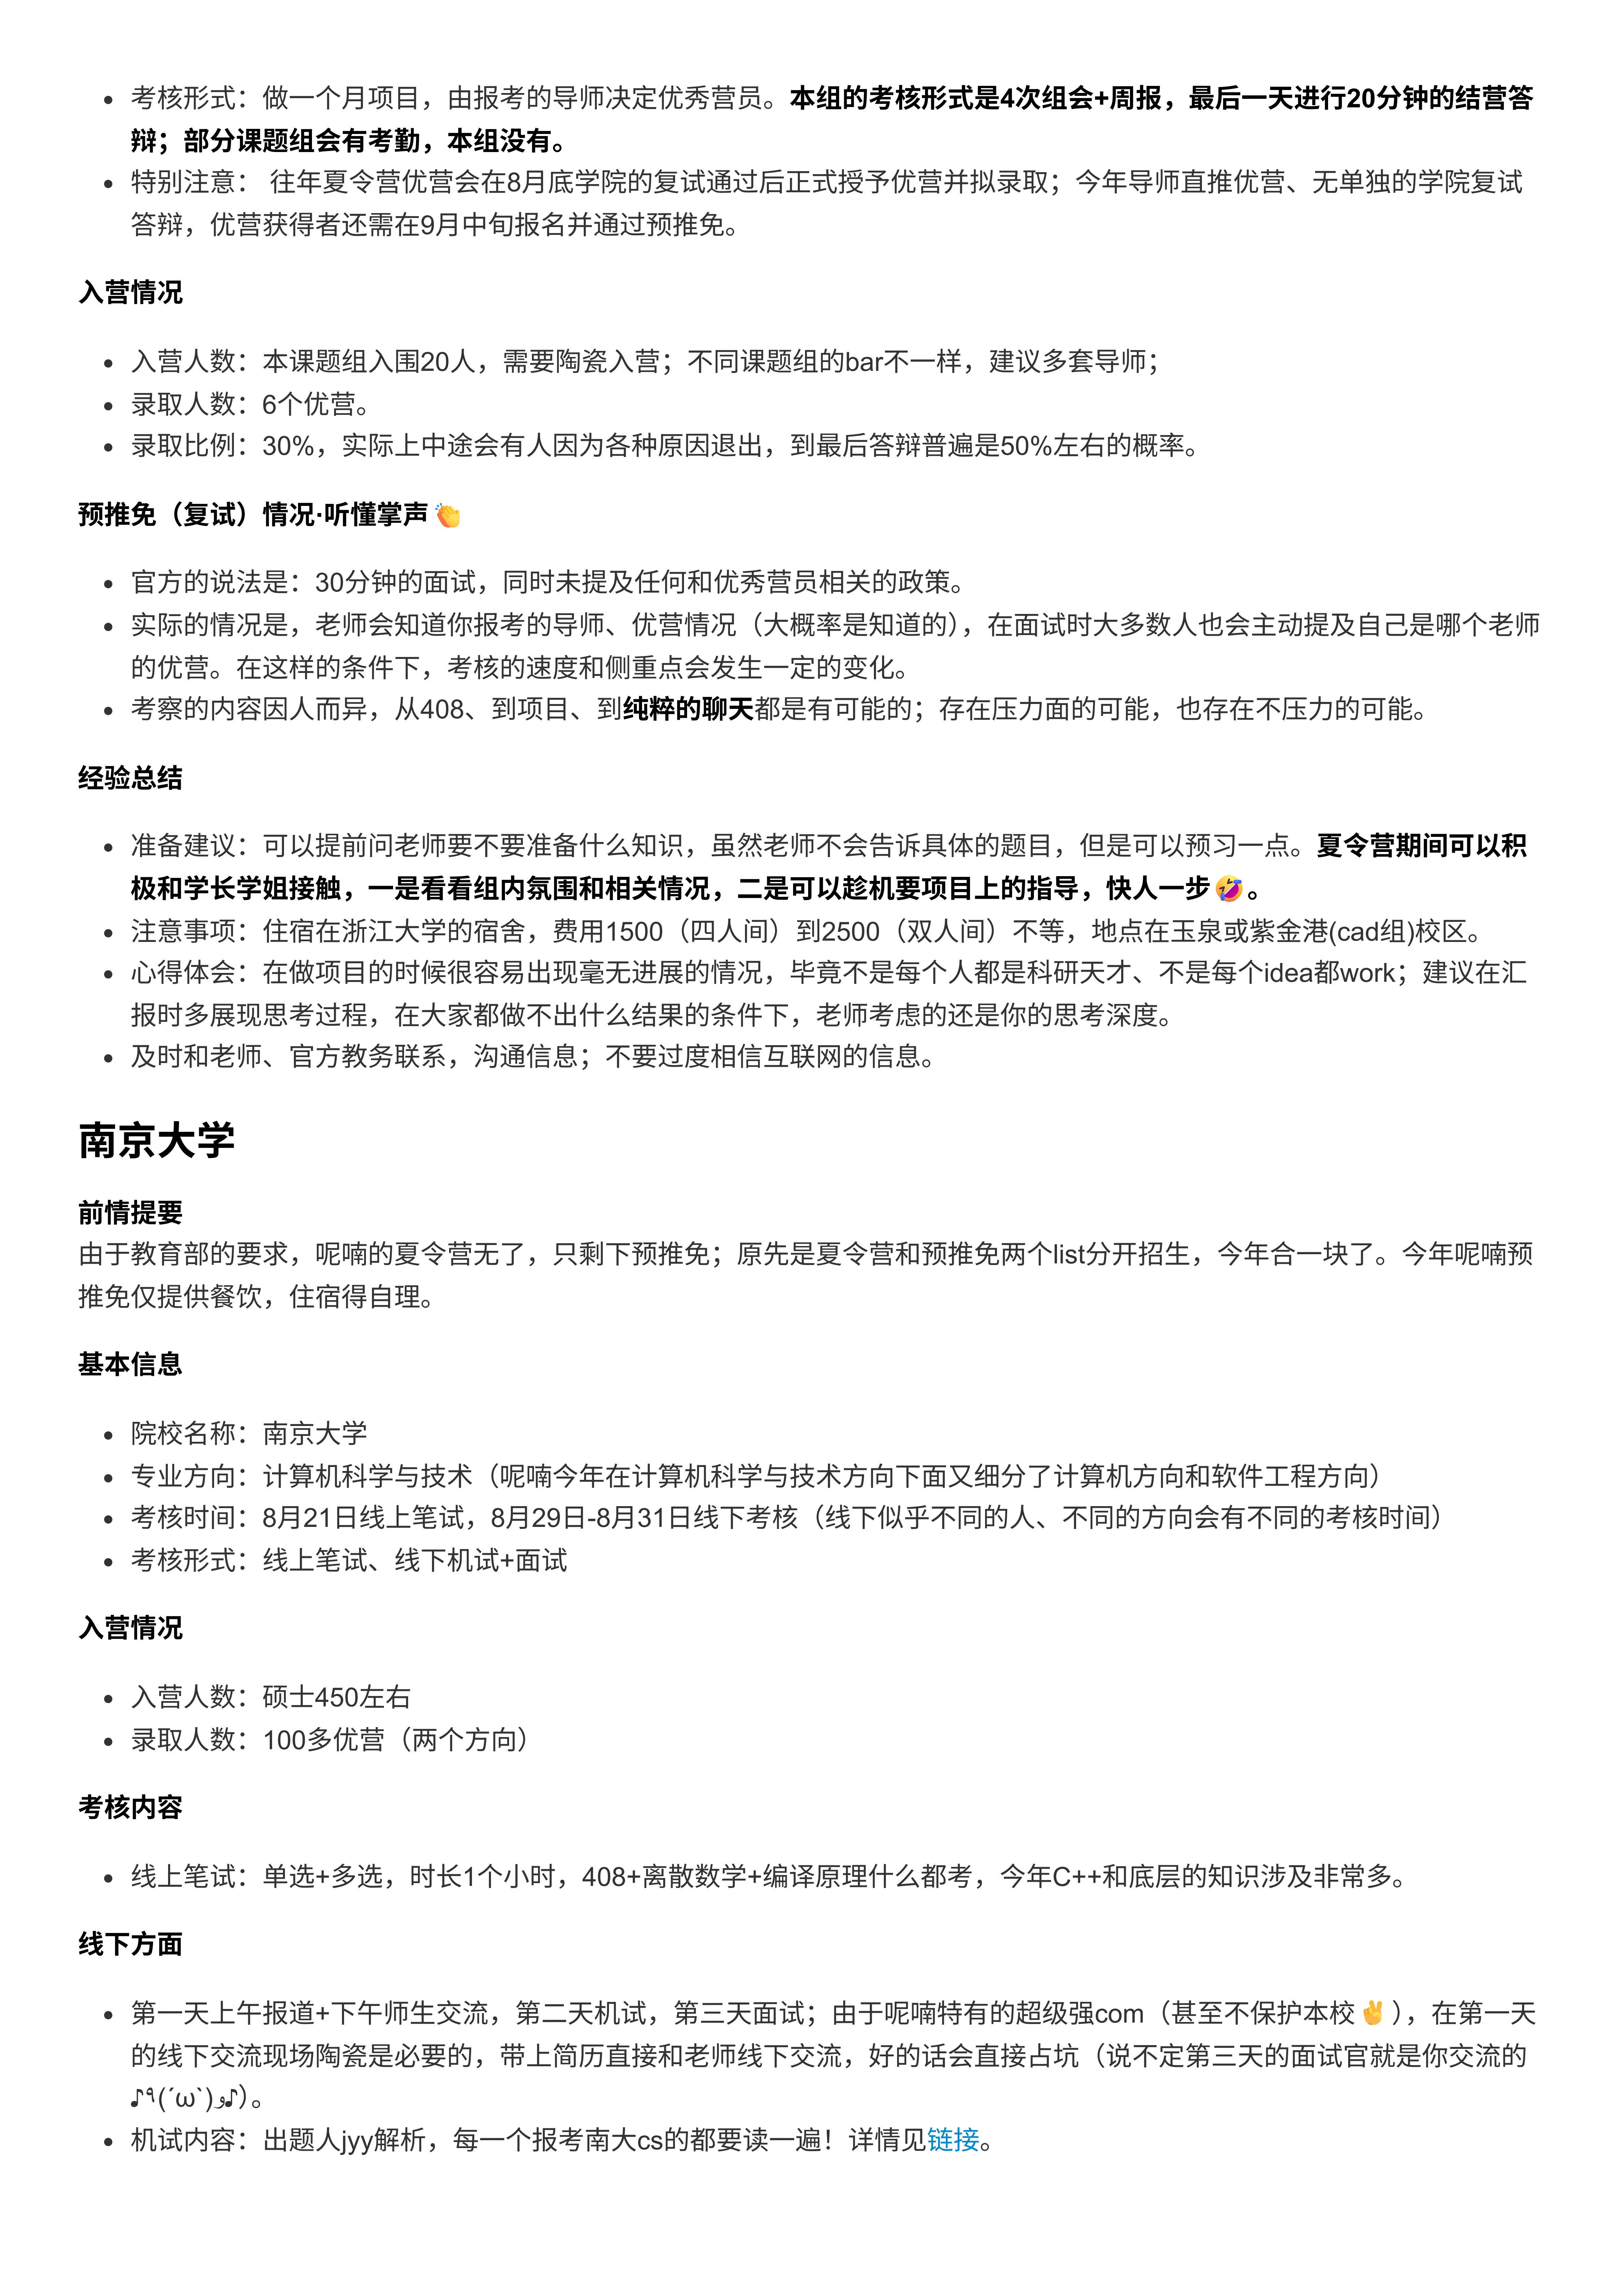 • 考核形式：做一个月项目，由报考的导师决定优秀营员。本组的考核形式是4次组会+周报，最后一天进行20分钟的结营答
辩；部分课题组会有考勤，本组没有。
• 特别注意： 往年夏令营优营会在8月底学院的复试通过后正式授予优营并拟录取；今年导师直推优营、无单独的学院复试
答辩，优营获得者还需在9月中旬报名并通过预推免。
入营情况
• 入营人数：本课题组入围20人，需要陶瓷入营；不同课题组的bar不一样，建议多套导师；
• 录取人数：6个优营。
• 录取比例：30%，实际上中途会有人因为各种原因退出，到最后答辩普遍是50%左右的概率。
预推免（复试）情况·听懂掌声👏
• 官方的说法是：30分钟的面试，同时未提及任何和优秀营员相关的政策。
• 实际的情况是，老师会知道你报考的导师、优营情况（大概率是知道的），在面试时大多数人也会主动提及自己是哪个老师
的优营。在这样的条件下，考核的速度和侧重点会发生一定的变化。
• 考察的内容因人而异，从408、到项目、到纯粹的聊天都是有可能的；存在压力面的可能，也存在不压力的可能。
经验总结
• 准备建议：可以提前问老师要不要准备什么知识，虽然老师不会告诉具体的题目，但是可以预习一点。夏令营期间可以积
极和学长学姐接触，一是看看组内氛围和相关情况，二是可以趁机要项目上的指导，快人一步🤣。
• 注意事项：住宿在浙江大学的宿舍，费用1500（四人间）到2500（双人间）不等，地点在玉泉或紫金港(cad组)校区。
• 心得体会：在做项目的时候很容易出现毫无进展的情况，毕竟不是每个人都是科研天才、不是每个idea都work；建议在汇
报时多展现思考过程，在大家都做不出什么结果的条件下，老师考虑的还是你的思考深度。
• 及时和老师、官方教务联系，沟通信息；不要过度相信互联网的信息。
南京大学
前情提要
由于教育部的要求，呢喃的夏令营无了，只剩下预推免；原先是夏令营和预推免两个list分开招生，今年合一块了。今年呢喃预
推免仅提供餐饮，住宿得自理。
基本信息
• 院校名称：南京大学
• 专业方向：计算机科学与技术（呢喃今年在计算机科学与技术方向下面又细分了计算机方向和软件工程方向）
• 考核时间：8月21日线上笔试，8月29日-8月31日线下考核（线下似乎不同的人、不同的方向会有不同的考核时间）
• 考核形式：线上笔试、线下机试+面试
入营情况
• 入营人数：硕士450左右
• 录取人数：100多优营（两个方向）
考核内容
• 线上笔试：单选+多选，时长1个小时，408+离散数学+编译原理什么都考，今年C++和底层的知识涉及非常多。
线下方面
• 第一天上午报道+下午师生交流，第二天机试，第三天面试；由于呢喃特有的超级强com（甚至不保护本校✌️），在第一天
的线下交流现场陶瓷是必要的，带上简历直接和老师线下交流，好的话会直接占坑（说不定第三天的面试官就是你交流的
♪٩(´ω`)و♪）。
• 机试内容：出题人jyy解析，每一个报考南大cs的都要读一遍！详情见链接。